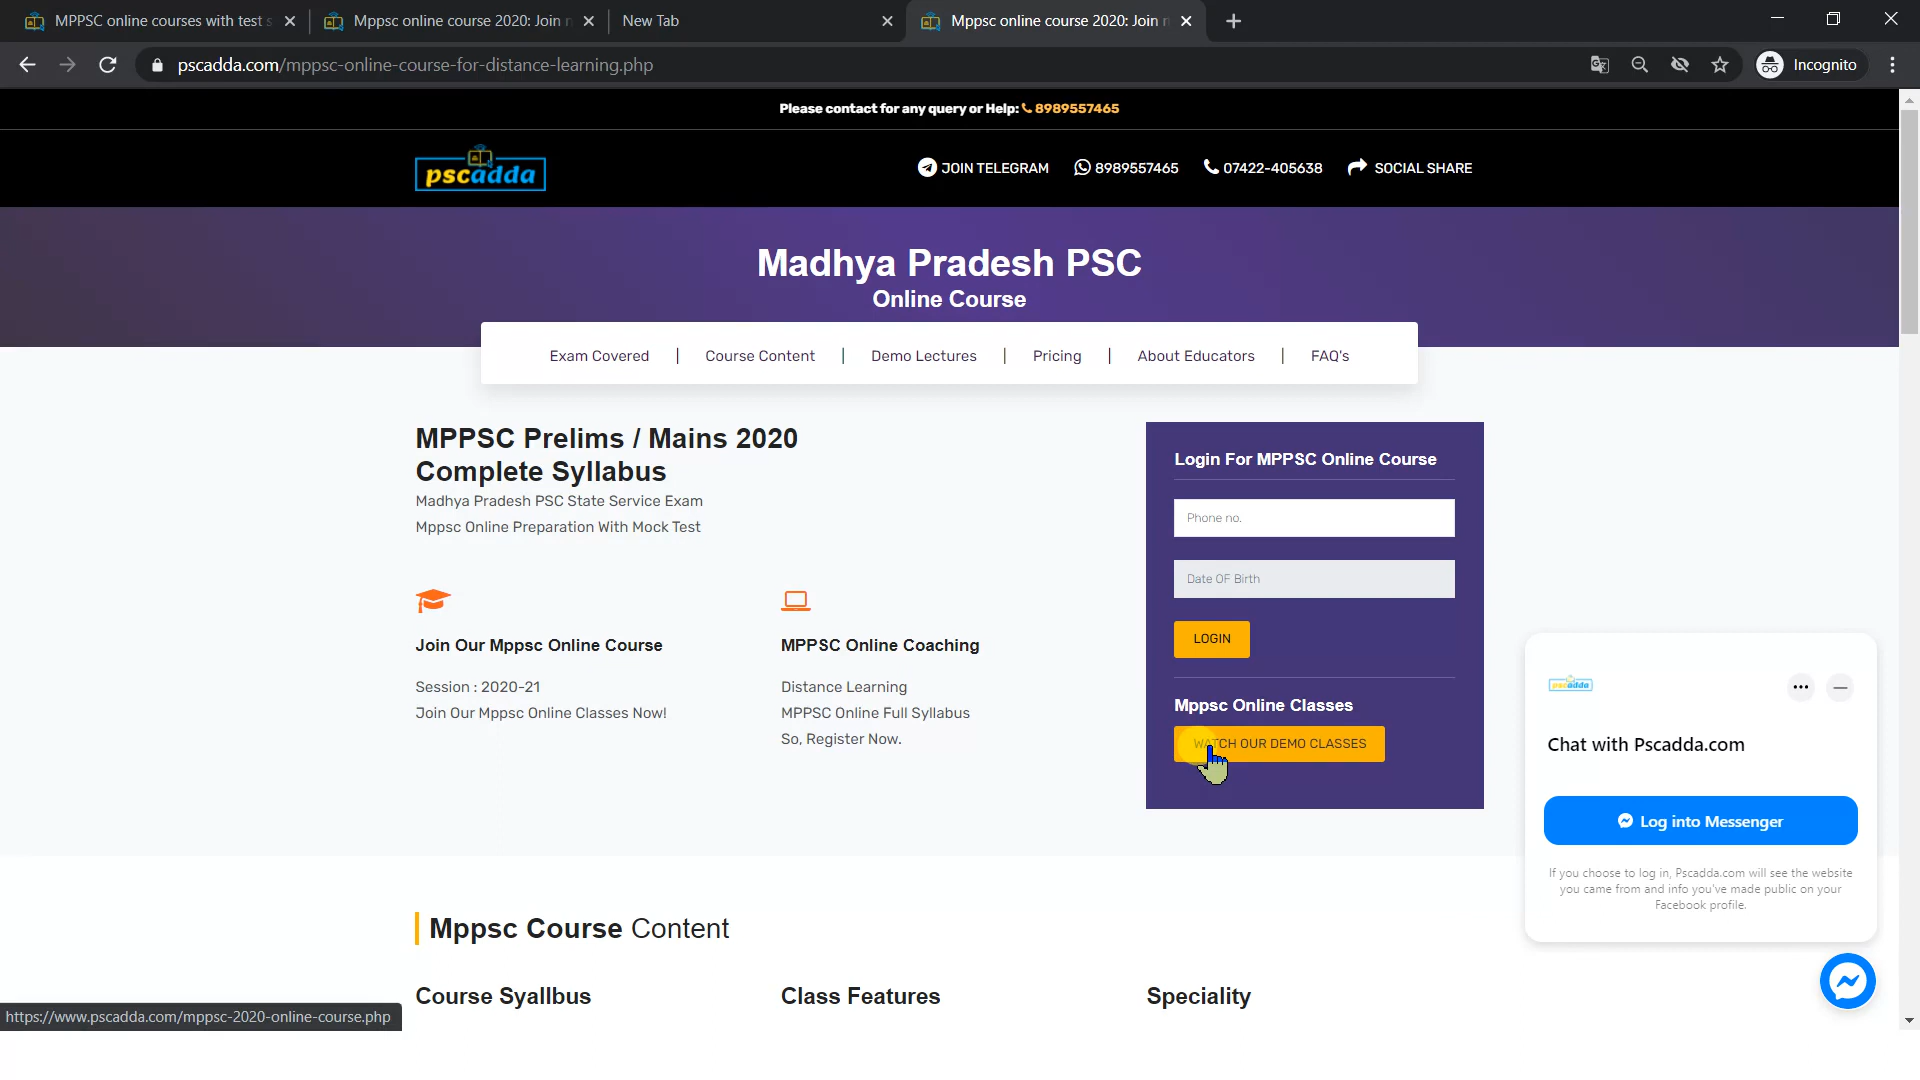 MPPSC online courses with test s
Mppsc online course 2020: Join n
New Tab
Mppsc online course 2020: Join n
pscadda.com/mppsc-online-course-for-distance-learning.php
Incognito
Please contact for any query or Help: 8989557465
pscadda
JOIN TELEGRAM
8989557465
07422-405638
SOCIAL SHARE
Madhya Pradesh PSC
Online Course
Exam Covered | Course Content | Demo Lectures | Pricing | About Educators | FAQ's
MPPSC Prelims / Mains 2020
Complete Syllabus
Madhya Pradesh PSC State Service Exam
Mppsc Online Preparation With Mock Test
Join Our Mppsc Online Course
Session : 2020-21
Join Our Mppsc Online Classes Now!
MPPSC Online Coaching
Distance Learning
MPPSC Online Full Syllabus
So, Register Now.
Login For MPPSC Online Course
Phone no.
Date OF Birth
LOGIN
Mppsc Online Classes
WATCH OUR DEMO CLASSES
pscadda
Chat with Pscadda.com
Log into Messenger
If you choose to log in, Pscadda.com will see the website
you came from and info you've made public on your
Facebook profile.
Mppsc Course Content
Course Syallbus
Class Features
Speciality
https://www.pscadda.com/mppsc-2020-online-course.php